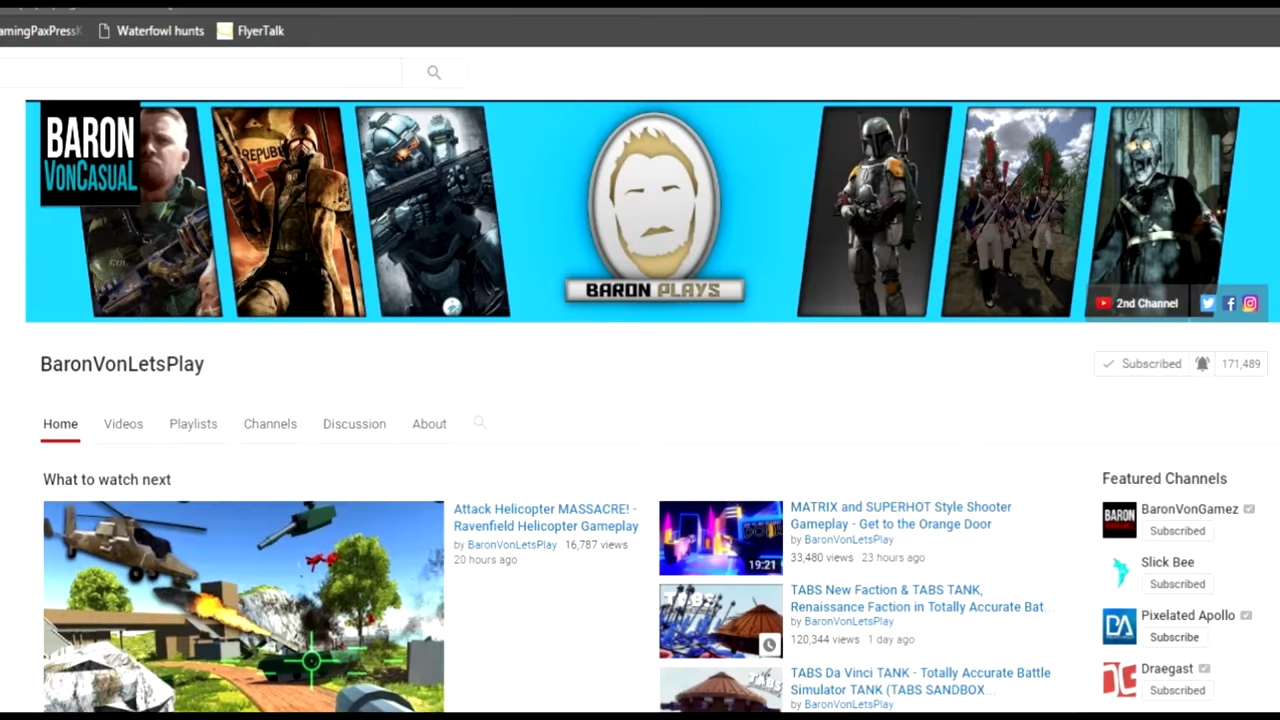 amingPaxPressK
Waterfowl hunts
FlyerTalk
BARON
VONCASUAL
REPUBL
BARON PLAYS
2nd Channel
BaronVonLetsPlay
Subscribed
171,489
Home
Videos
Playlists
Channels
Discussion
About
What to watch next
Attack Helicopter MASSACRE! -
Ravenfield Helicopter Gameplay
by BaronVonLetsPlay 16,787 views
20 hours ago
19:21
MATRIX and SUPERHOT Style Shooter
Gameplay - Get to the Orange Door
by BaronVonLetsPlay
33,480 views 23 hours ago
TABS
TABS New Faction & TABS TANK,
Renaissance Faction in Totally Accurate Bat...
by BaronVonLetsPlay
120,344 views 1 day ago
TABS
TABS Da Vinci TANK - Totally Accurate Battle
Simulator TANK (TABS SANDBOX...
by BaronVonLetsPlay
Featured Channels
BARON
BaronVonGamez
Subscribed
Slick Bee
Subscribed
Pixelated Apollo
Subscribe
Draegast
Subscribed